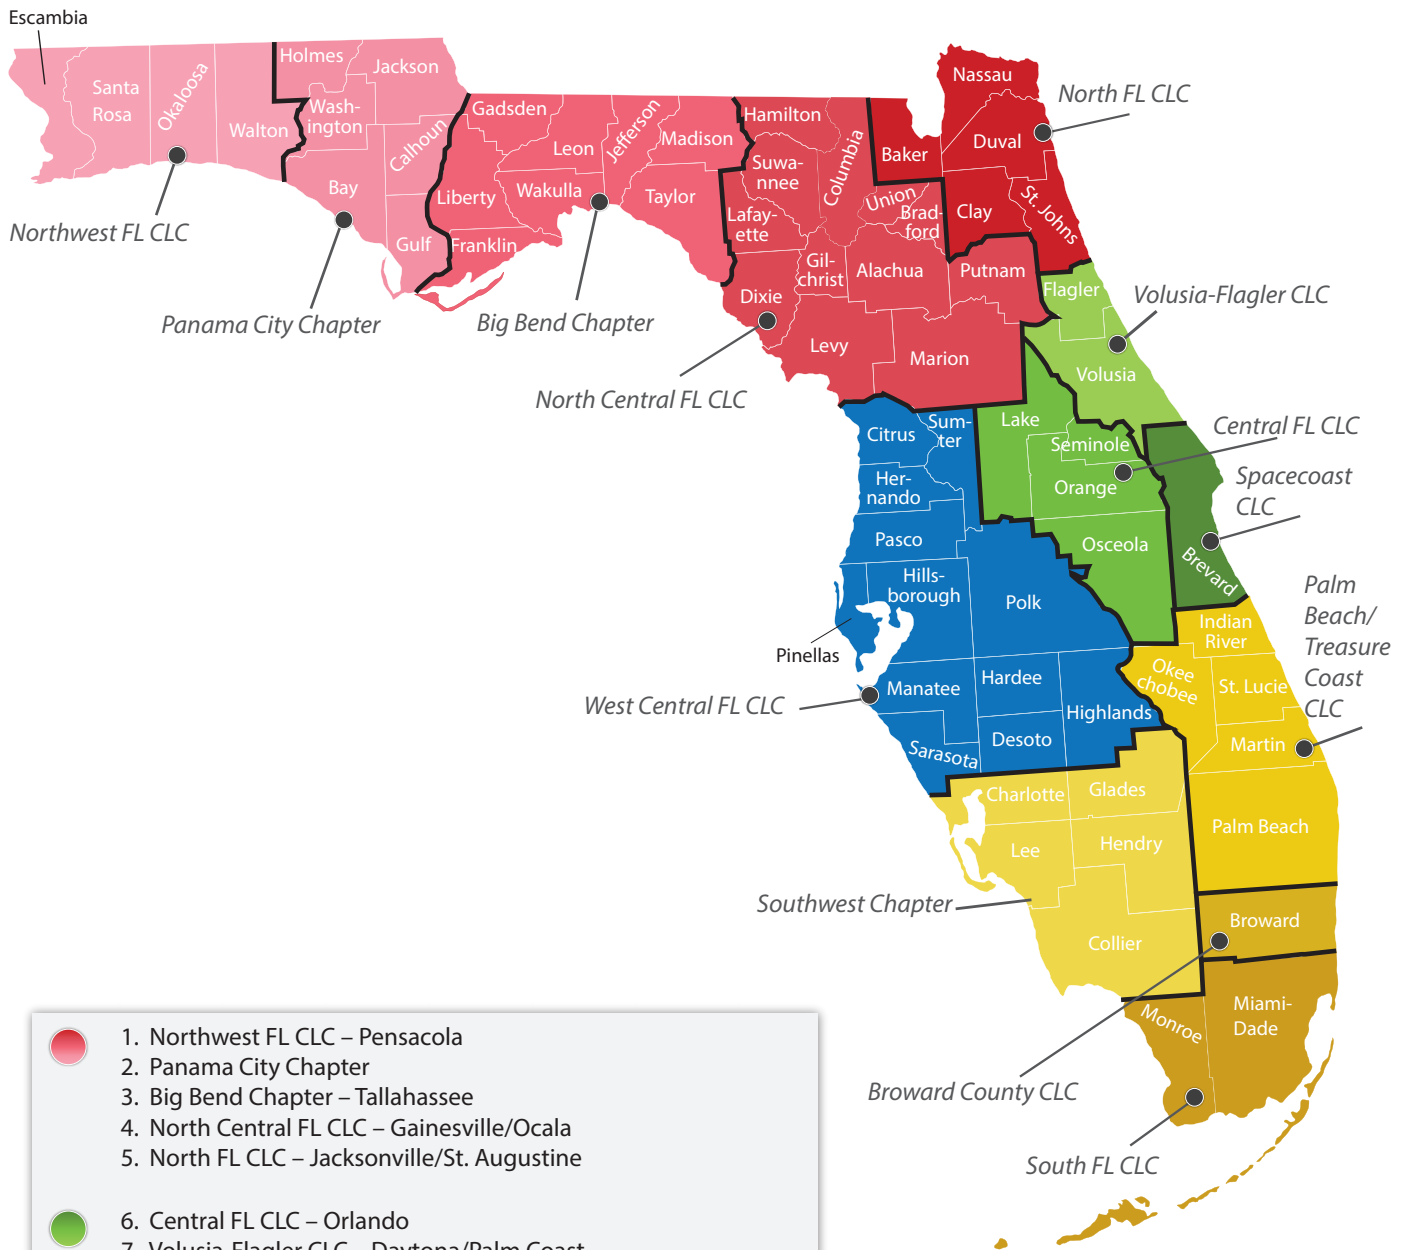 Escambia
Santa
Rosa
Okaloosa
Walton
Holmes
Jackson
Wash-
ington
Calhoun
Bay
Gulf
Gadsden
Leon
Jefferson
Madison
Liberty
Wakulla
Taylor
Franklin
Hamilton
Suwa-
nnee
Columbia
Lafay-
ette
Union
Brad-
ford
Gil-
christ
Alachua
Putnam
Dixie
Levy
Marion
Nassau
Duval
Baker
Clay
St. Johns
Flagler
Volusia
Lake
Seminole
Orange
Osceola
Brevard
Citrus
Sum-
ter
Her-
nando
Pasco
Hills-
borough
Polk
Pinellas
Manatee
Hardee
Highlands
Sarasota
Desoto
Indian
River
Okee
chobee
St. Lucie
Martin
Palm Beach
Charlotte
Glades
Lee
Hendry
Collier
Broward
Monroe
Miami-
Dade
North FL CLC
Northwest FL CLC
Panama City Chapter
Big Bend Chapter
North Central FL CLC
Volusia-Flagler CLC
Central FL CLC
Spacecoast
CLC
Palm
Beach/
Treasure
Coast
CLC
West Central FL CLC
Southwest Chapter
Broward County CLC
South FL CLC
1. Northwest FL CLC – Pensacola
2. Panama City Chapter
3. Big Bend Chapter – Tallahassee
4. North Central FL CLC – Gainesville/Ocala
5. North FL CLC – Jacksonville/St. Augustine
6. Central FL CLC – Orlando
7. Volusia-Flagler CLC – Daytona/Palm Coast